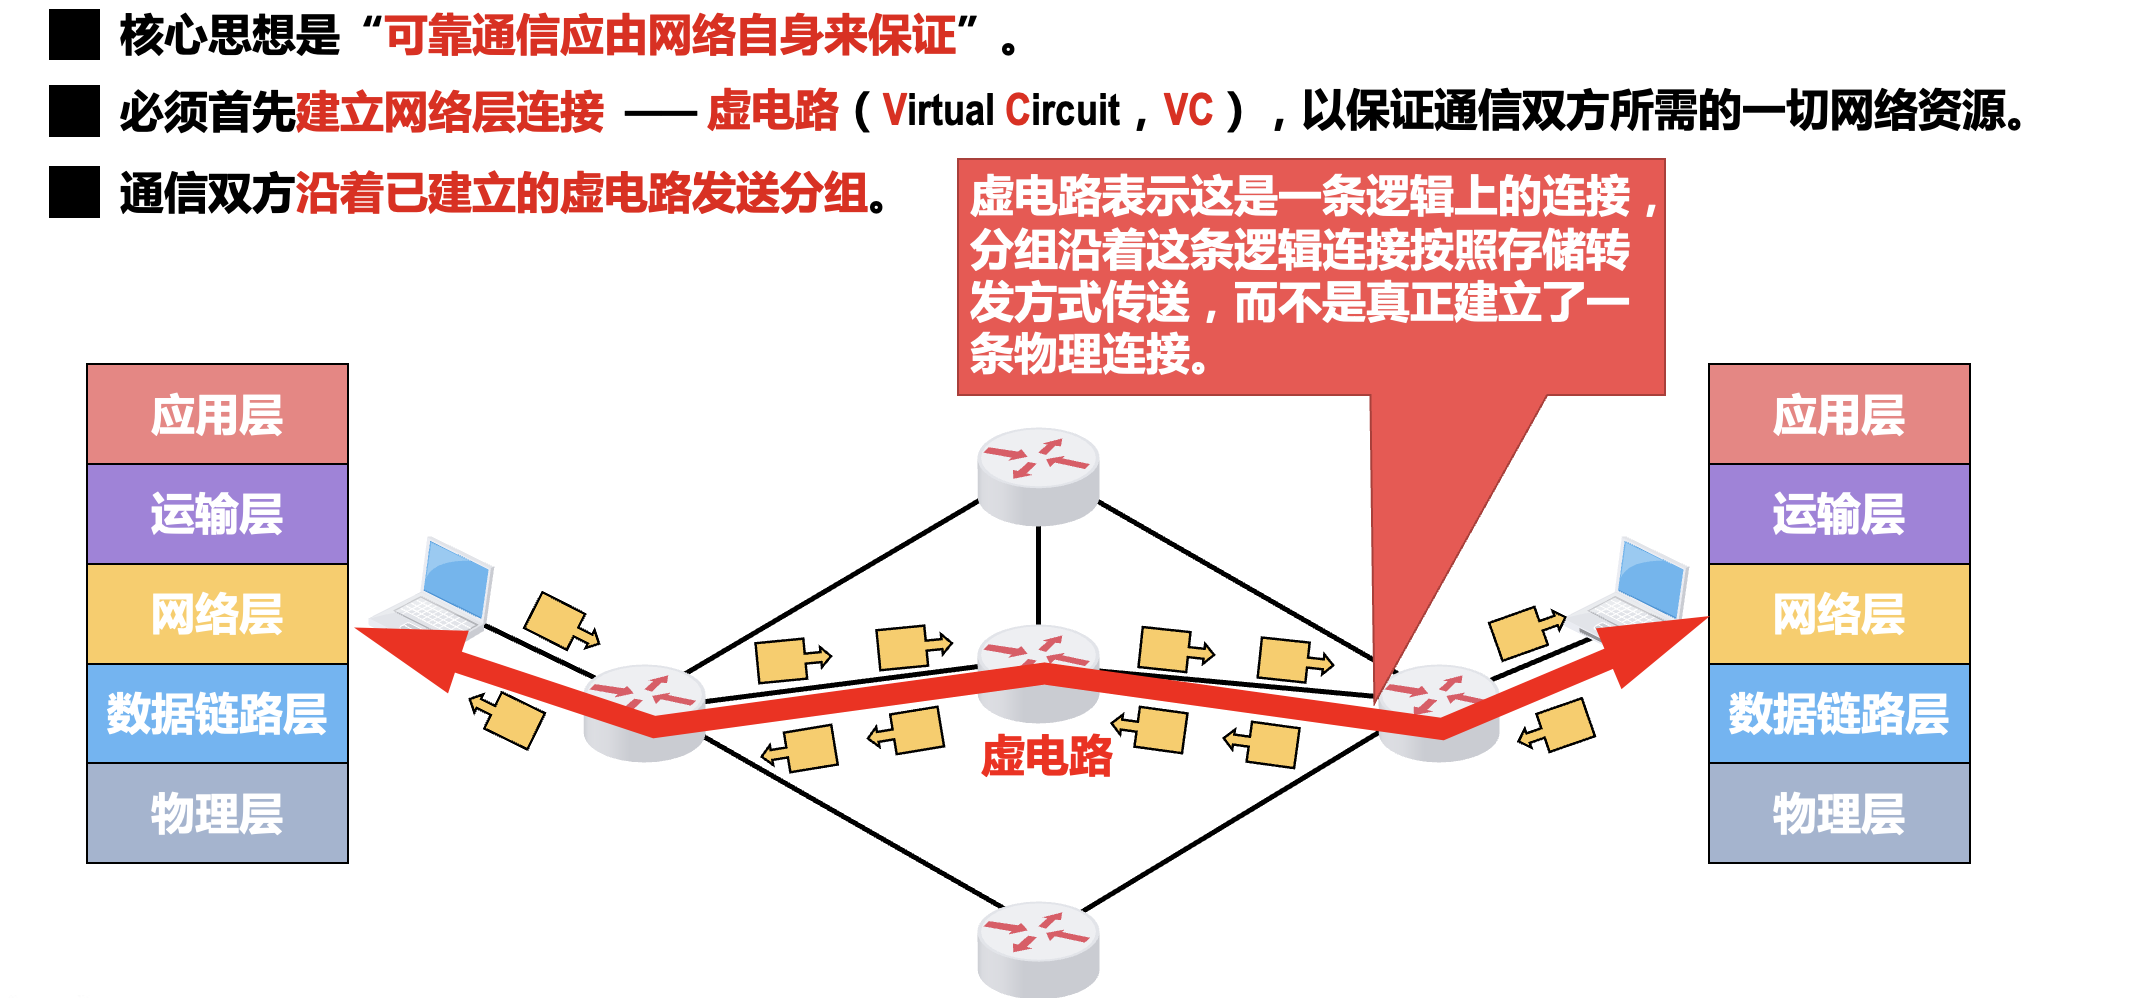 核心思想是“可靠通信应由网络自身来保证”。
必须首先建立网络层连接 —— 虚电路（Virtual Circuit，VC），以保证通信双方所需的一切网络资源。
通信双方沿着已建立的虚电路发送分组。
虚电路表示这是一条逻辑上的连接，
分组沿着这条逻辑连接按照存储转
发方式传送，而不是真正建立了一
条物理连接。
应用层
运输层
网络层
数据链路层
物理层
虚电路
应用层
运输层
网络层
数据链路层
物理层